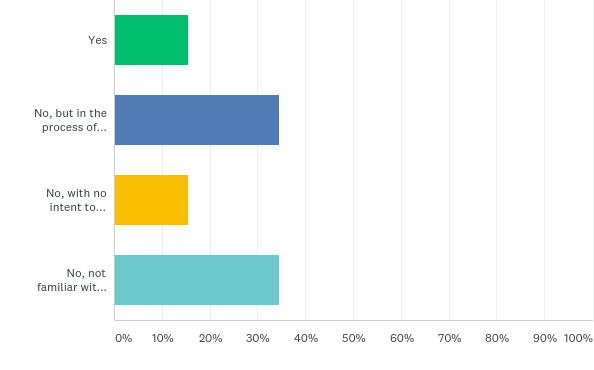 Yes
No, but in the
process of...
No, with no
intent to...
No, not
familiar wit...
0% 10% 20% 30% 40% 50% 60% 70% 80% 90% 100%